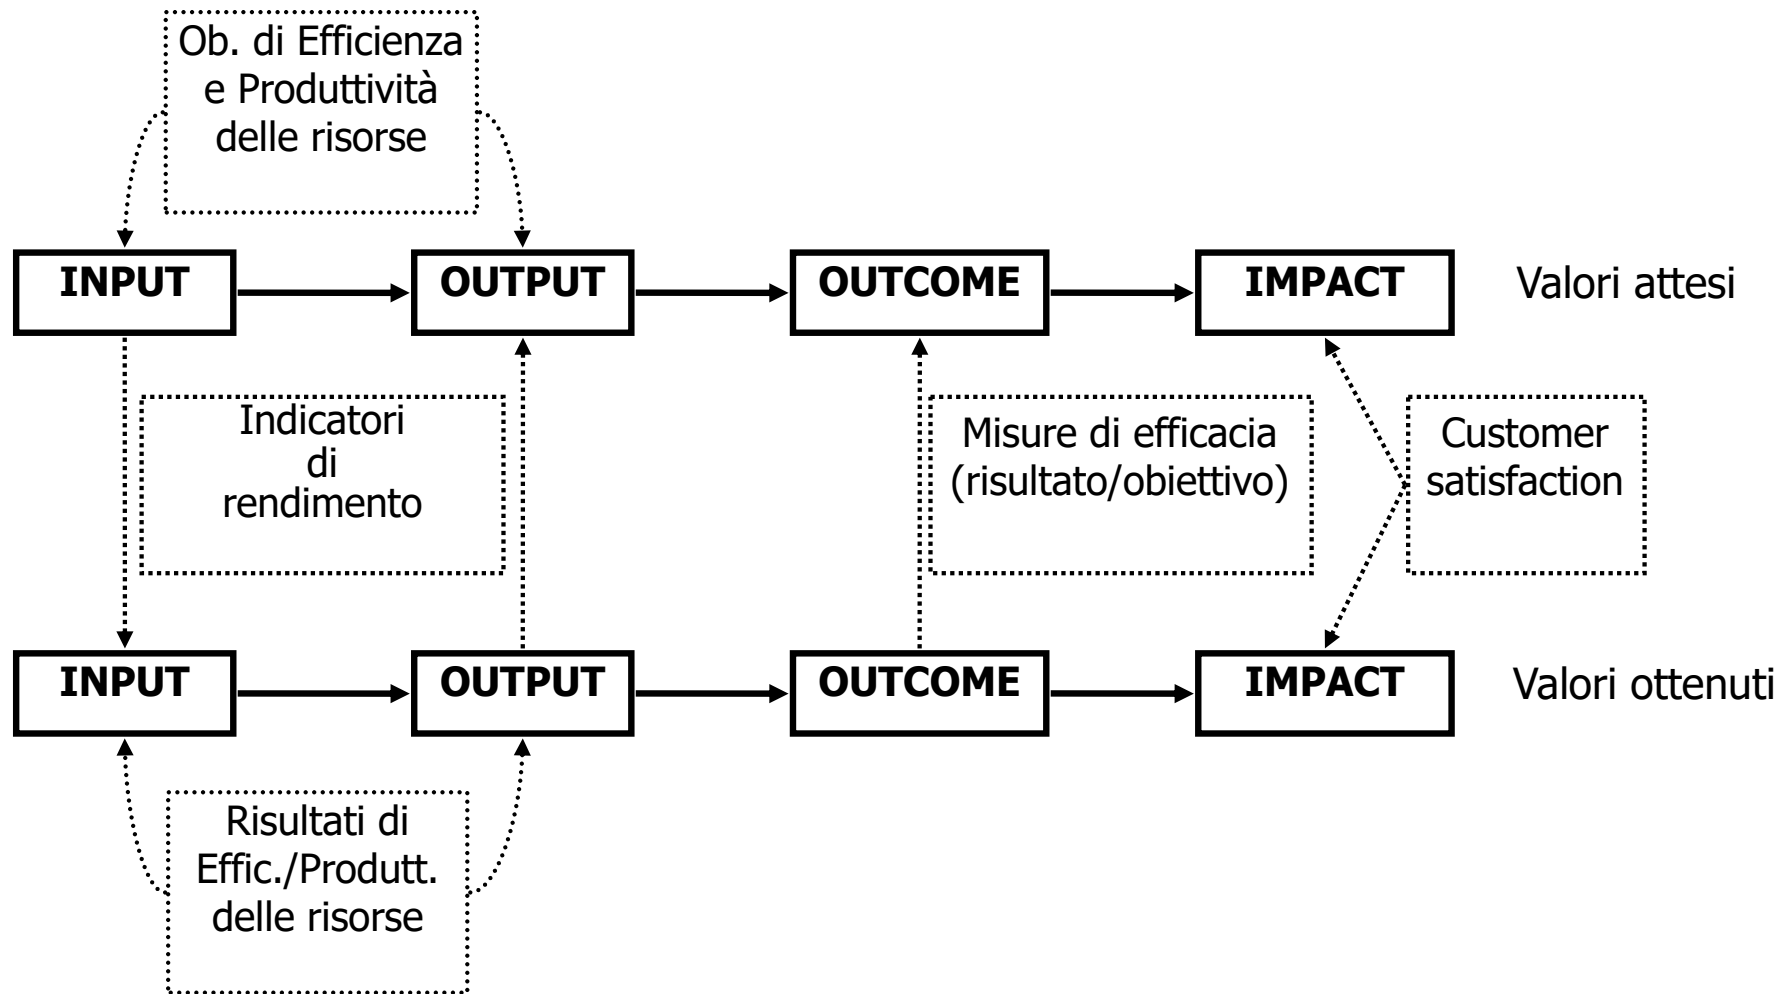 Ob. di Efficienza
e Produttività
delle risorse
INPUT
OUTPUT
OUTCOME
IMPACT
Valori attesi
Indicatori
di
rendimento
Misure di efficacia
(risultato/obiettivo)
Customer
satisfaction
INPUT
OUTPUT
OUTCOME
IMPACT
Valori ottenuti
Risultati di
Effic./Produtt.
delle risorse